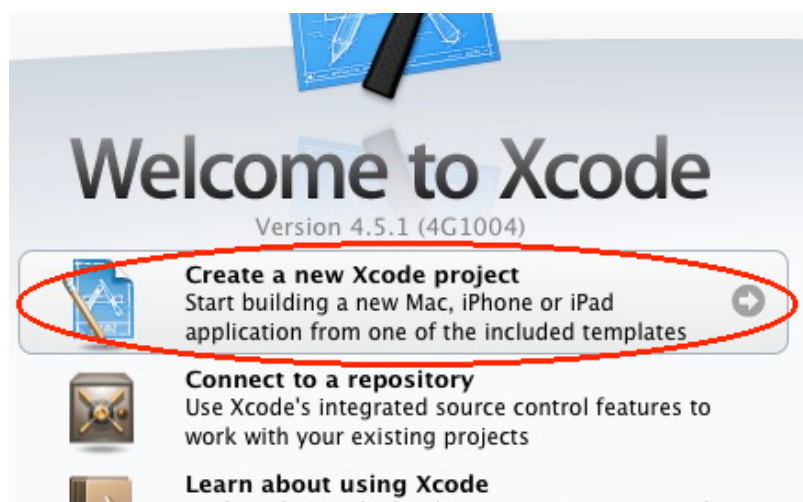 Welcome to Xcode
Version 4.5.1 (4G1004)
Create a new Xcode project
Start building a new Mac, iPhone or iPad
application from one of the included templates
Connect to a repository
Use Xcode's integrated source control features to
work with your existing projects
Learn about using Xcode